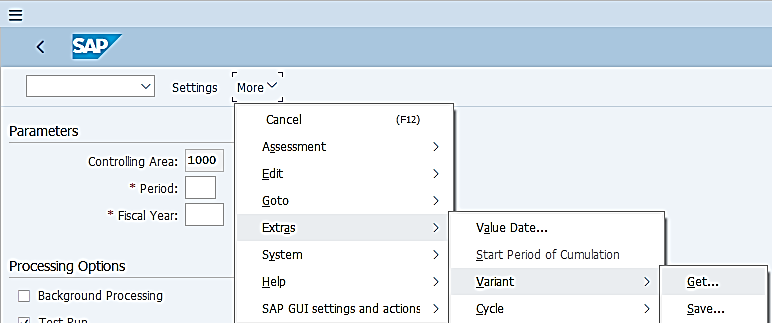 SAP
Settings More
Parameters
Controlling Area: 1000
* Period:
* Fiscal Year:
Processing Options
Background Processing
Test Run
Cancel (F12)
Assessment
Edit
Goto
Extras
System
Help
SAP GUI settings and actions
Value Date...
Start Period of Cumulation
Variant
Cycle
Get...
Save...